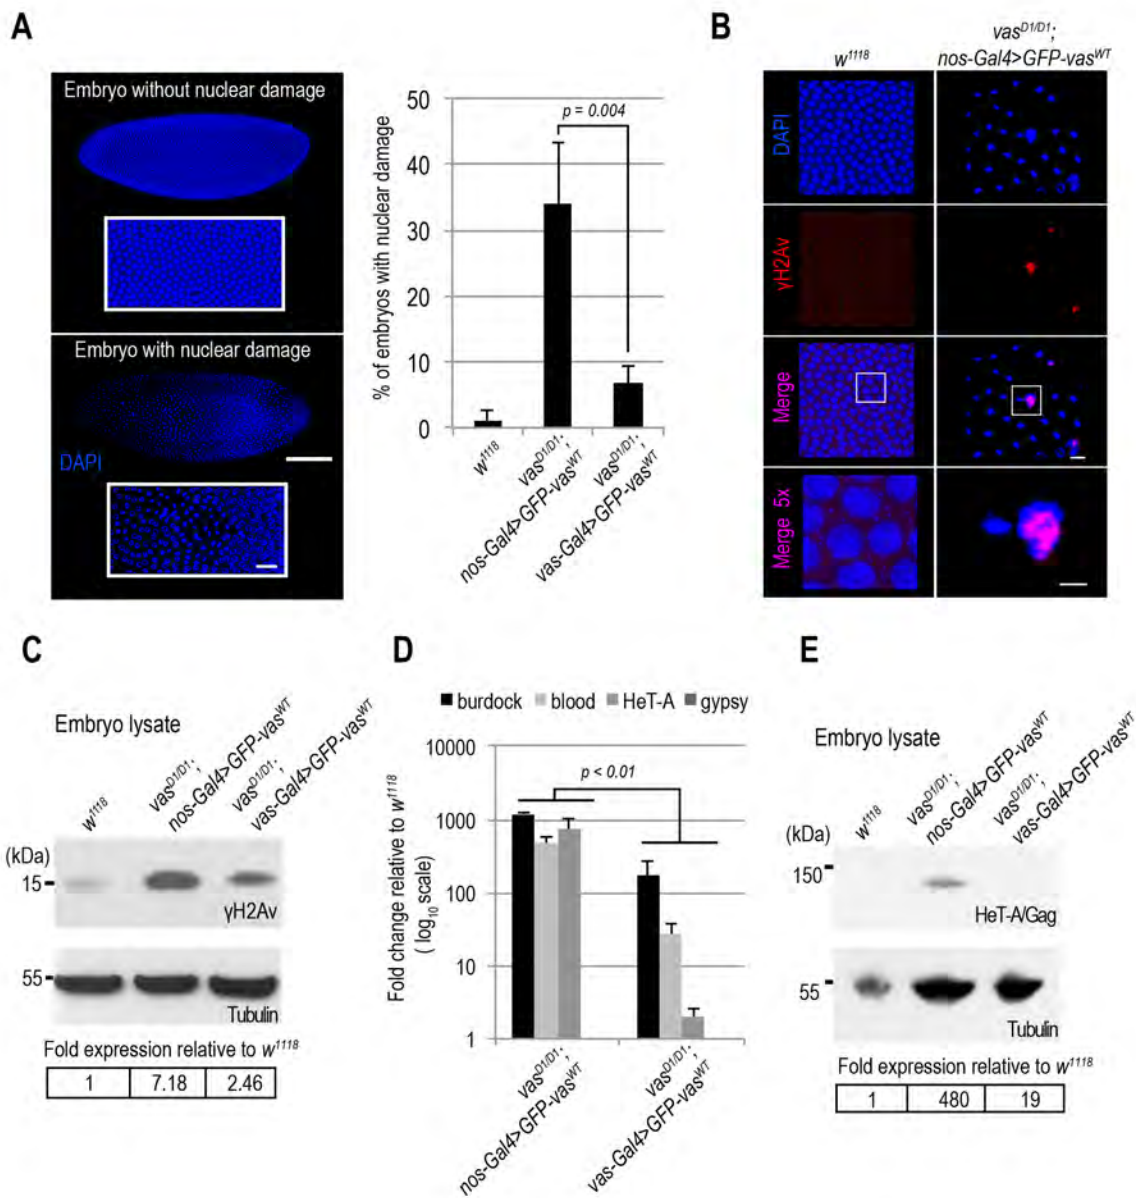 A
Embryo without nuclear damage
Embryo with nuclear damage
DAPI
% of embryos with nuclear damage
50
40
30
20
10
0
p = 0.004
w1118
vasD1/D1;
nos-Gal4>GFP-vasWT
vasD1/D1;
vas-Gal4>GFP-vasWT
B
w1118
vasD1/D1;
nos-Gal4>GFP-vasWT
DAPI
γH2Av
Merge
Merge 5x
C
Embryo lysate
w1118
vasD1/D1;
nos-Gal4>GFP-vasWT
vasD1/D1;
vas-Gal4>GFP-vasWT
(kDa)
15
γH2Av
55
Tubulin
Fold expression relative to w1118
1 7.18 2.46
D
burdock blood HeT-A gypsy
Fold change relative to w1118
( log10 scale)
10000
1000
100
10
1
p < 0.01
vasD1/D1;
nos-Gal4>GFP-vasWT
vasD1/D1;
vas-Gal4>GFP-vasWT
E
Embryo lysate
w1118
vasD1/D1;
nos-Gal4>GFP-vasWT
vasD1/D1;
vas-Gal4>GFP-vasWT
(kDa)
150
HeT-A/Gag
55
Tubulin
Fold expression relative to w1118
1 480 19